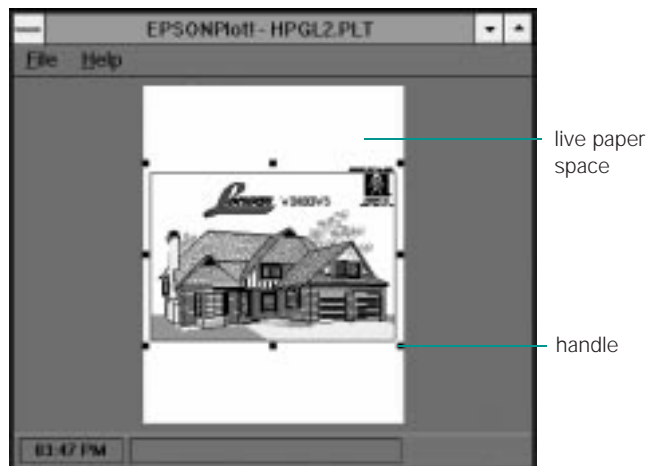 EPSONPlot! - HPGL2.PLT
File Help
live paper
space
handle
03:47 PM